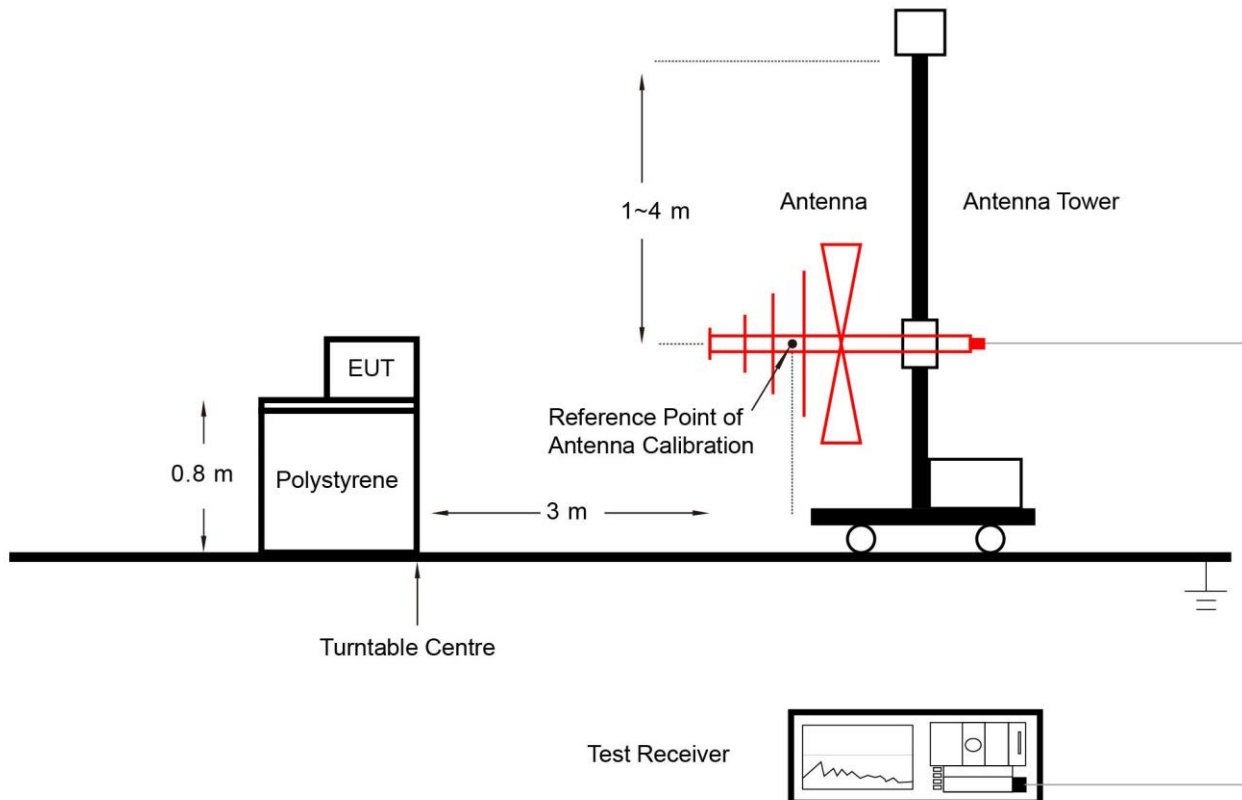 1~4 m
Antenna
Antenna Tower
EUT
Reference Point of
Antenna Calibration
0.8 m
Polystyrene
3 m
Turntable Centre
Test Receiver